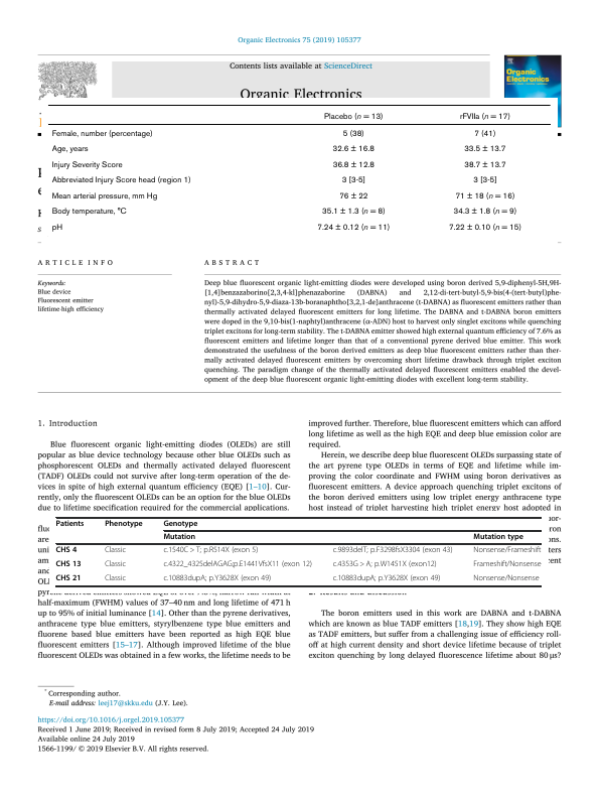 Organic Electronics 75 (2019) 105377
Contents lists available at ScienceDirect
Organic Electronics
Organic
Electronics
Placebo (n = 13) rFVIIa (n = 17)
Female, number (percentage) 5 (38) 7 (41)
Age, years 32.6 ± 16.8 33.5 ± 13.7
Injury Severity Score 36.8 ± 12.8 38.7 ± 13.7
Abbreviated Injury Score head (region 1) 3 [3-5] 3 [3-5]
Mean arterial pressure, mm Hg 76 ± 22 71 ± 18 (n = 16)
Body temperature, °C 35.1 ± 1.3 (n = 8) 34.3 ± 1.8 (n = 9)
pH 7.24 ± 0.12 (n = 11) 7.22 ± 0.10 (n = 15)
ARTICLE INFO
Keywords:
Blue device
Fluorescent emitter
lifetime·high efficiency
ABSTRACT
Deep blue fluorescent organic light-emitting diodes were developed using boron derived 5,9-diphenyl-5H,9H-
[1,4]benzazaborino[2,3,4-kl]phenazaborine (DABNA) and 2,12-di-tert-butyl-5,9-bis(4-(tert-butyl)phe-
nyl)-5,9-dihydro-5,9-diaza-13b-boranaphtho[3,2,1-de]anthracene (t-DABNA) as fluorescent emitters rather than
thermally activated delayed fluorescent emitters for long lifetime. The DABNA and t-DABNA boron emitters
were doped in the 9,10-bis(1-naphtyl)anthracene (α-ADN) host to harvest only singlet excitons while quenching
triplet excitons for long-term stability. The t-DABNA emitter showed high external quantum efficiency of 7.6% as
fluorescent emitters and lifetime longer than that of a conventional pyrene derived blue emitter. This work
demonstrated the usefulness of the boron derived emitters as deep blue fluorescent emitters rather than ther-
mally activated delayed fluorescent emitters by overcoming short lifetime drawback through triplet exciton
quenching. The paradigm change of the thermally activated delayed fluorescent emitters enabled the devel-
opment of the deep blue fluorescent organic light-emitting diodes with excellent long-term stability.
1. Introduction
Blue fluorescent organic light-emitting diodes (OLEDs) are still
popular as blue device technology because other blue OLEDs such as
phosphorescent OLEDs and thermally activated delayed fluorescent
(TADF) OLEDs could not survive after long-term operation of the de-
vices in spite of high external quantum efficiency (EQE) [1–10]. Cur-
rently, only the fluorescent OLEDs can be an option for the blue OLEDs
due to lifetime specification required for the commercial applications.
improved further. Therefore, blue fluorescent emitters which can afford
long lifetime as well as the high EQE and deep blue emission color are
required.
Herein, we describe deep blue fluorescent OLEDs surpassing state of
the art pyrene type OLEDs in terms of EQE and lifetime while im-
proving the color coordinate and FWHM using boron derivatives as
fluorescent emitters. A device approach quenching triplet excitons of
the boron derived emitters using low triplet energy anthracene type
host instead of triplet harvesting high triplet energy host adopted in
Patients Phenotype Genotype
Mutation Mutation type
CHS 4 Classic c.1540C > T; p.R514X (exon 5) c.9893delT; p.F3298fsX3304 (exon 43) Nonsense/Frameshift
CHS 13 Classic c.4322_4325delAGAG;p.E1441VfsX11 (exon 12) c.4353G > A; p.W1451X (exon12) Frameshift/Nonsense
CHS 21 Classic c.10883dupA; p.Y3628X (exon 49) c.10883dupA; p.Y3628X (exon 49) Nonsense/Nonsense
half-maximum (FWHM) values of 37–40 nm and long lifetime of 471 h
up to 95% of initial luminance [14]. Other than the pyrene derivatives,
anthracene type blue emitters, styrylbenzene type blue emitters and
fluorene based blue emitters have been reported as high EQE blue
fluorescent emitters [15–17]. Although improved lifetime of the blue
fluorescent OLEDs was obtained in a few works, the lifetime needs to be
The boron emitters used in this work are DABNA and t-DABNA
which are known as blue TADF emitters [18,19]. They show high EQE
as TADF emitters, but suffer from a challenging issue of efficiency roll-
off at high current density and short device lifetime because of triplet
exciton quenching by long delayed fluorescence lifetime about 80 μs?
* Corresponding author.
E-mail address: leej17@skku.edu (J.Y. Lee).
https://doi.org/10.1016/j.orgel.2019.105377
Received 1 June 2019; Received in revised form 8 July 2019; Accepted 24 July 2019
Available online 24 July 2019
1566-1199/ © 2019 Elsevier B.V. All rights reserved.